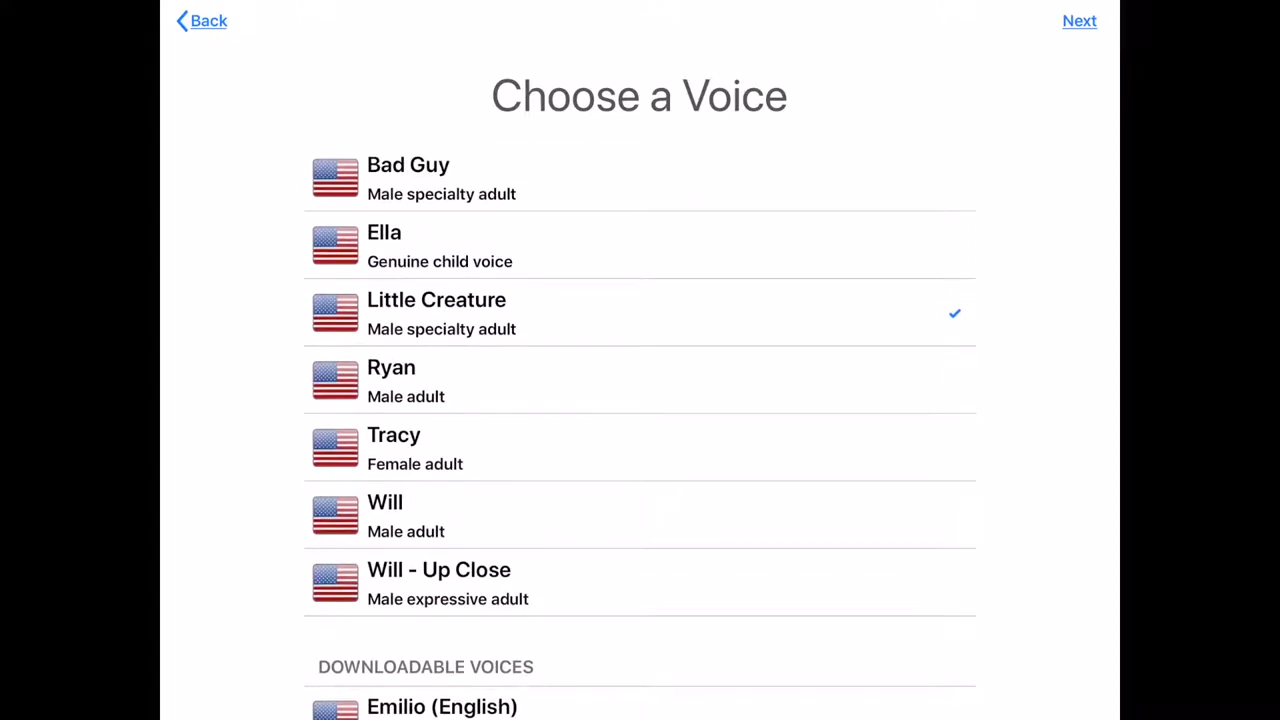 Back
Next
Choose a Voice
Bad Guy
Male specialty adult
Ella
Genuine child voice
Little Creature
Male specialty adult
Ryan
Male adult
Tracy
Female adult
Will
Male adult
Will - Up Close
Male expressive adult
DOWNLOADABLE VOICES
Emilio (English)